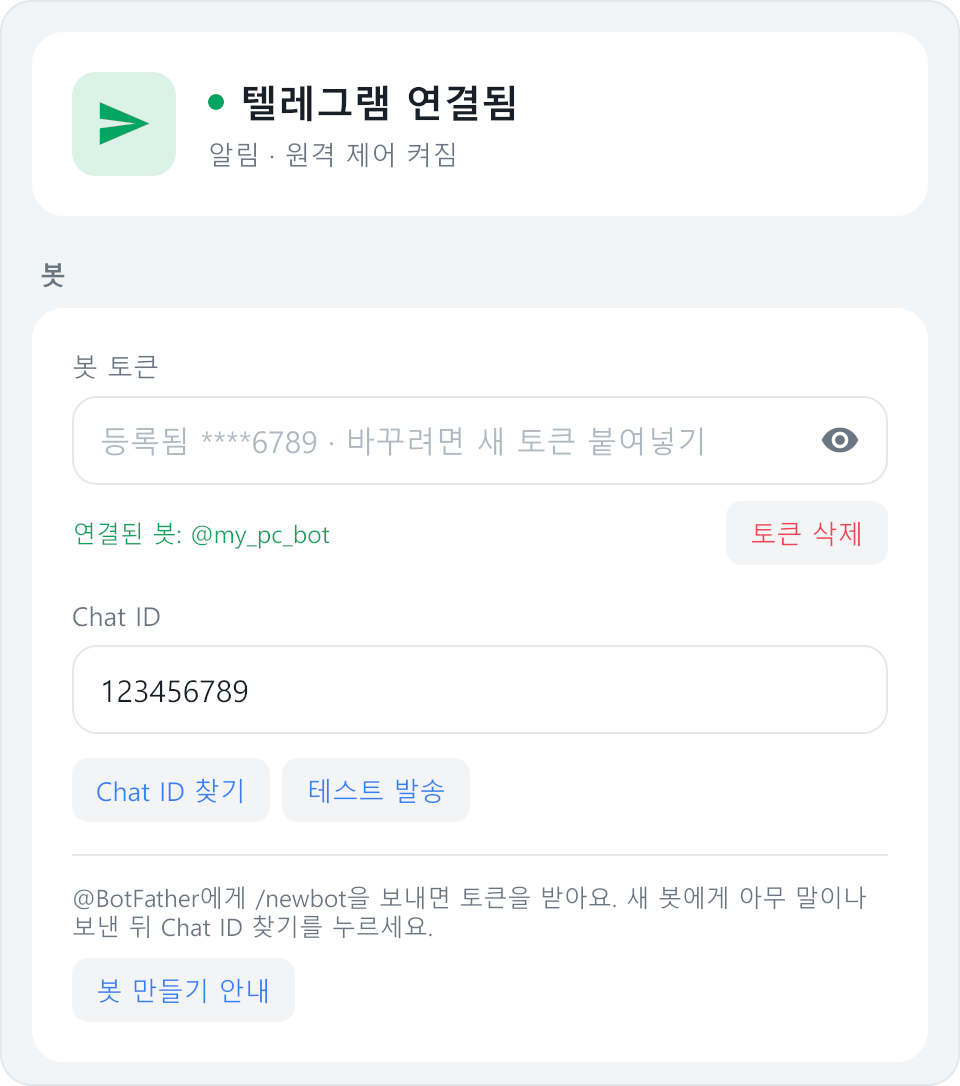 텔레그램 연결됨
알림 · 원격 제어 켜짐
봇
봇 토큰
등록됨 ****6789 · 바꾸려면 새 토큰 붙여넣기
연결된 봇: @my_pc_bot
토큰 삭제
Chat ID
123456789
Chat ID 찾기
테스트 발송
@BotFather에게 /newbot을 보내면 토큰을 받아요. 새 봇에게 아무 말이나
보낸 뒤 Chat ID 찾기를 누르세요.
봇 만들기 안내